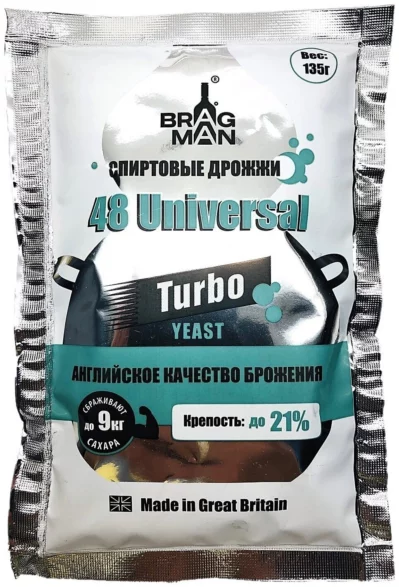 Вес:
135г
®
BRAG
MAN
СПИРТОВЫЕ ДРОЖЖИ
48 Universal
Turbo
YEAST
АНГЛИЙСКОЕ КАЧЕСТВО БРОЖЕНИЯ
СБРАЖИВАЮТ
до 9кг
САХАРА
Крепость: до 21%
Made in Great Britain